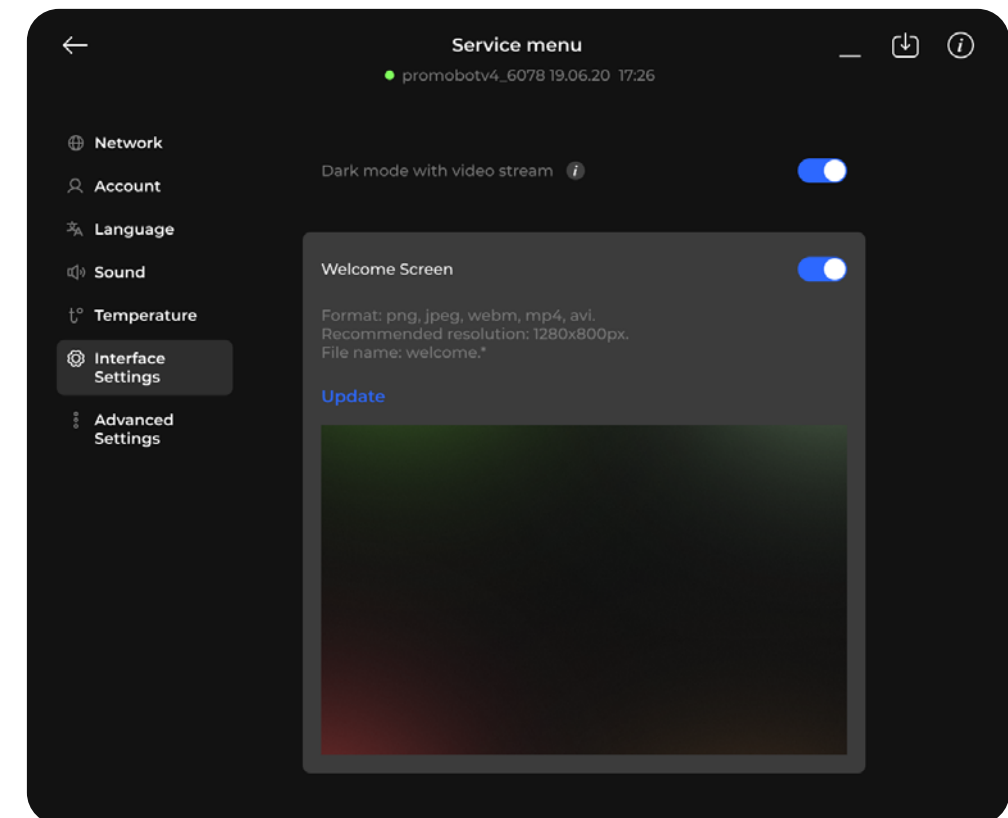 Service menu
promobotv4_6078 19.06.20 17:26
Network
Account
Language
Sound
t° Temperature
Interface
Settings
Advanced
Settings
Dark mode with video stream i
Welcome Screen
Format: png, jpeg, webm, mp4, avi.
Recommended resolution: 1280x800px.
File name: welcome.*
Update